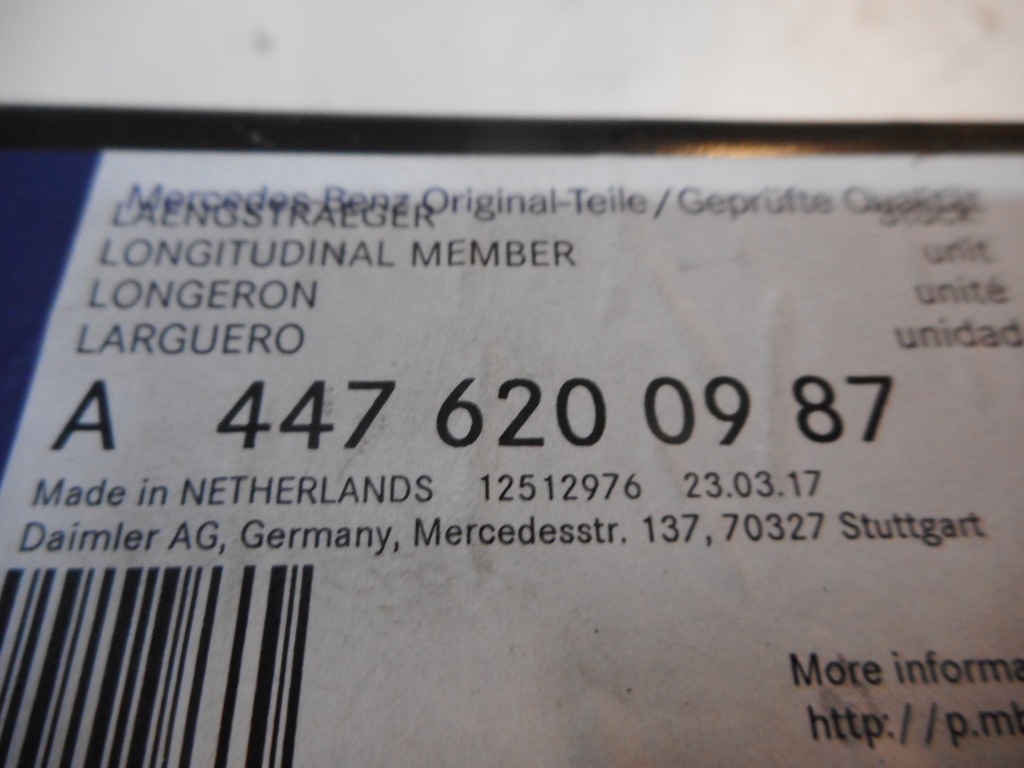 Mercedes-Benz Original-Teile / Geprüfte Qualität
LAENGSTRAEGER
LONGITUDINAL MEMBER unit
LONGERON unité
LARGUERO unidad
A 447 620 09 87
Made in NETHERLANDS 12512976 23.03.17
Daimler AG, Germany, Mercedesstr. 137, 70327 Stuttgart
More informa
http://p.mb